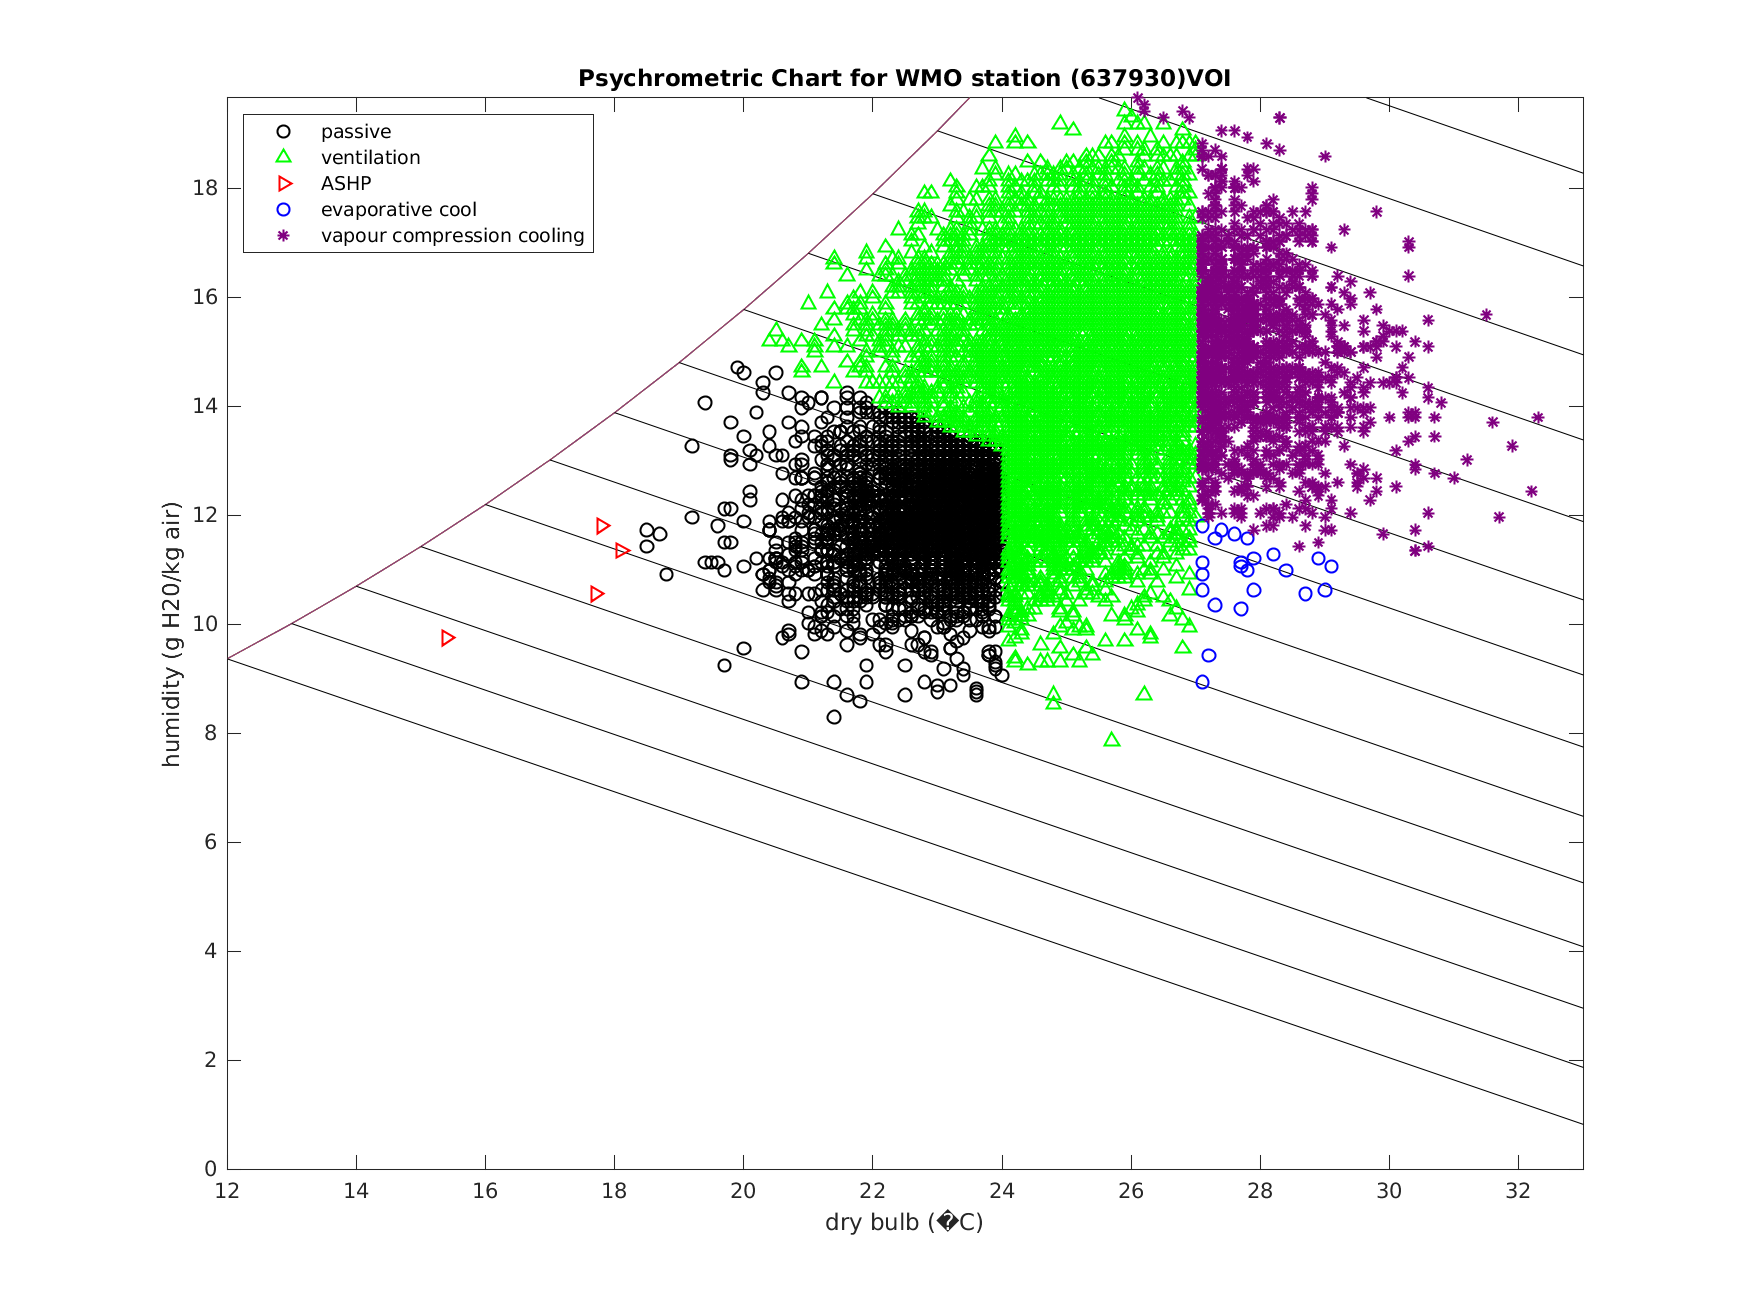 Psychrometric Chart for WMO station (637930)VOI
passive
ventilation
ASHP
evaporative cool
vapour compression cooling
humidity (g H20/kg air)
18
16
14
12
10
8
6
4
2
0
12 14 16 18 20 22 24 26 28 30 32
dry bulb (�C)